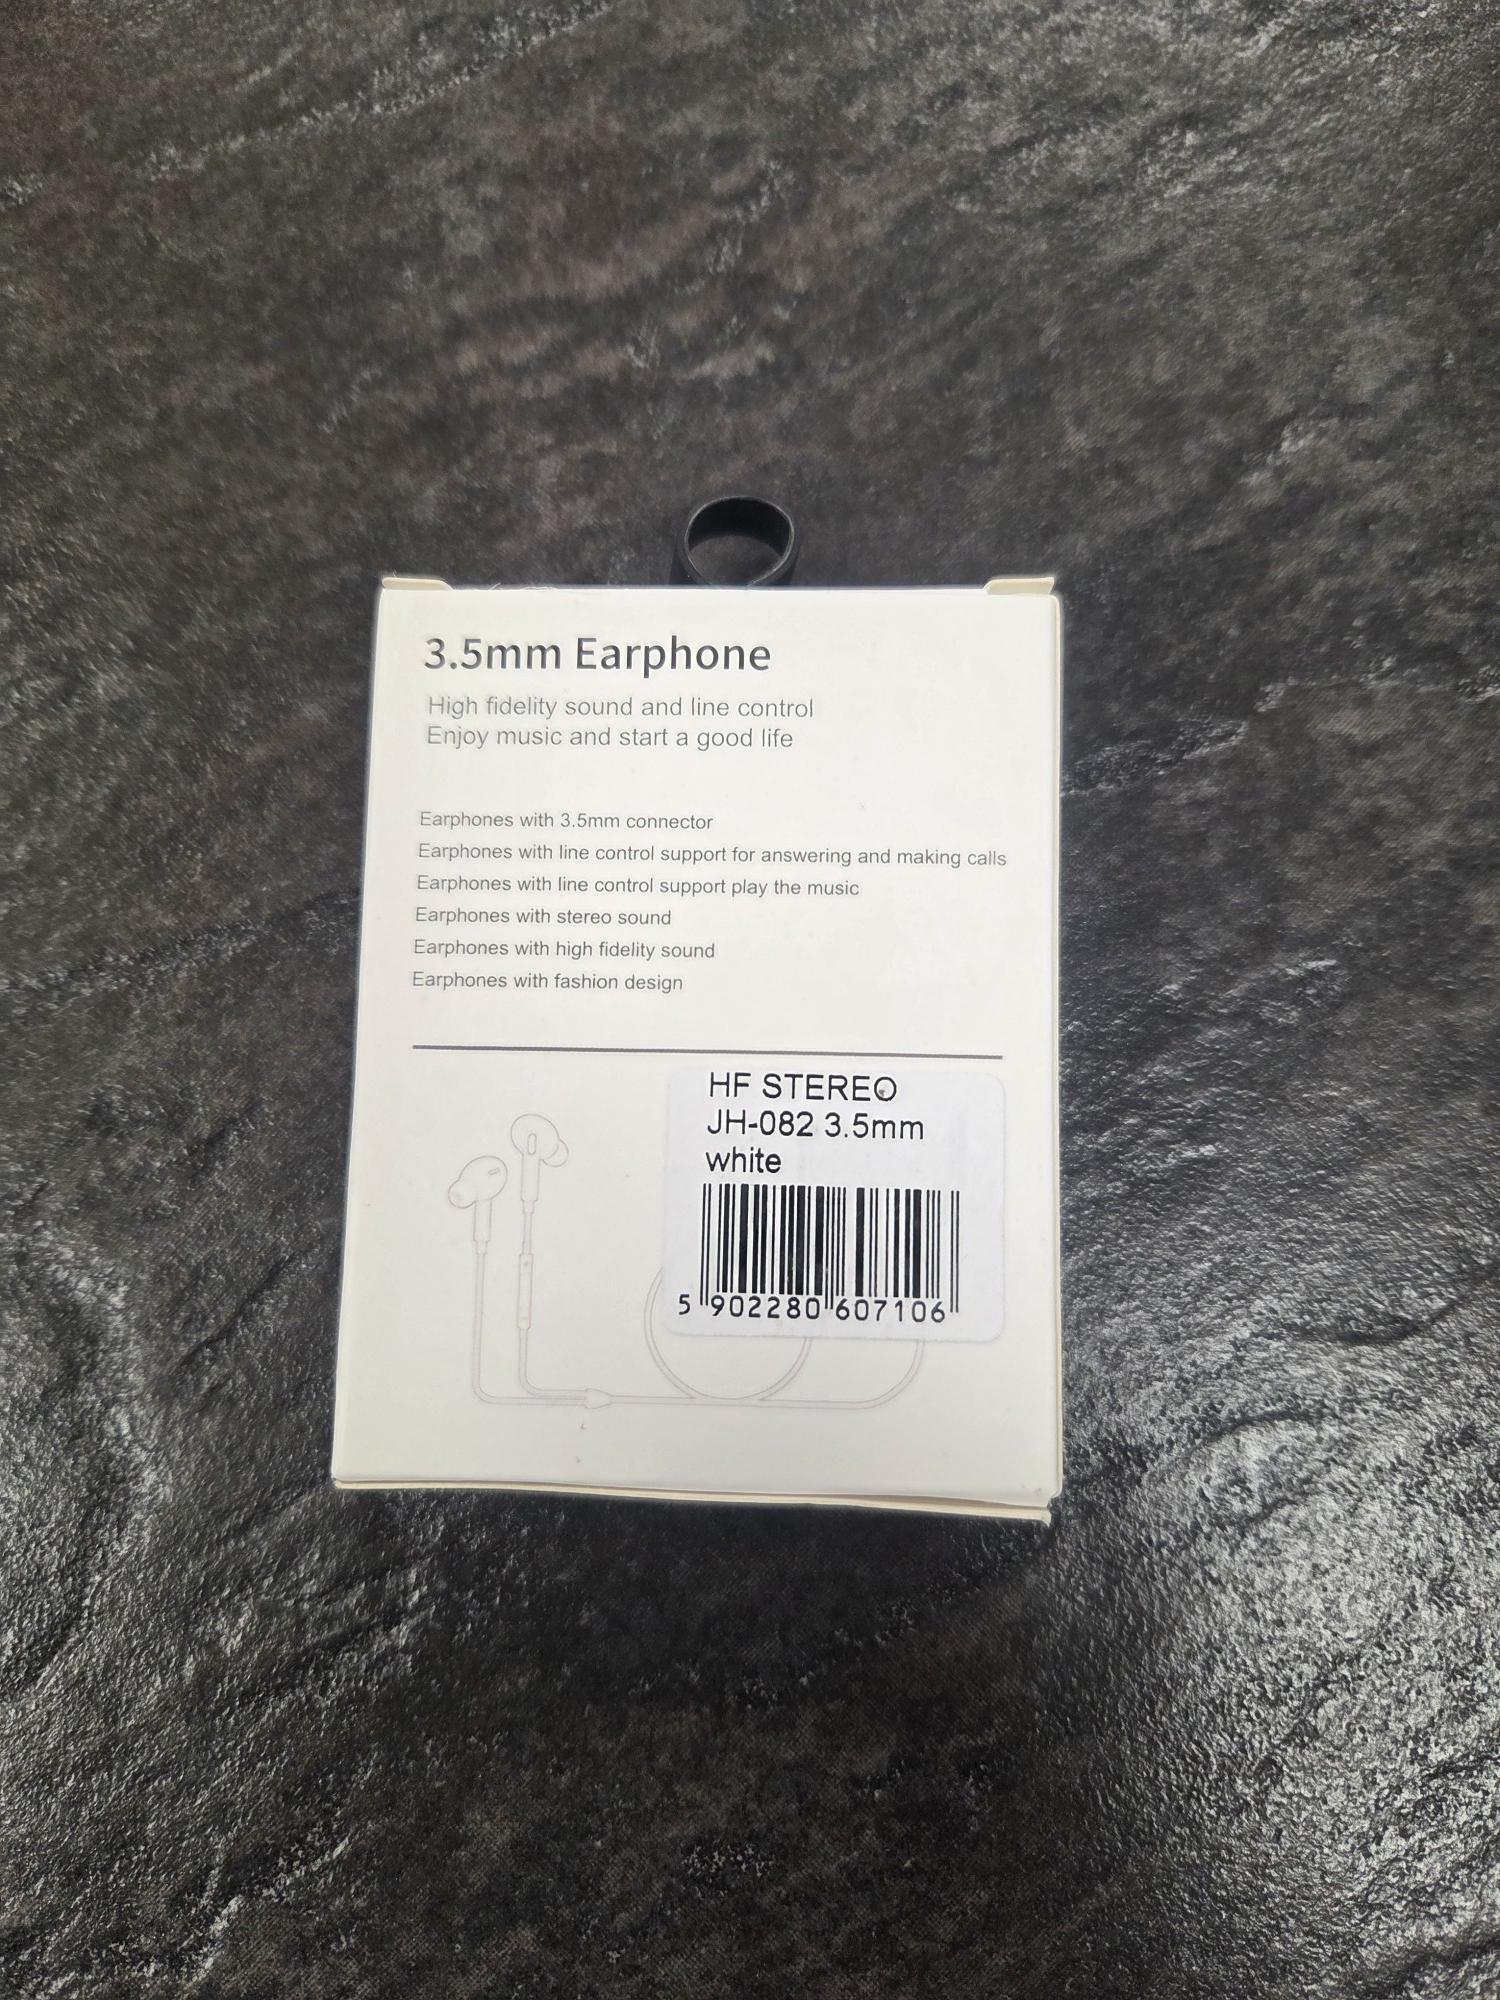 3.5mm Earphone
High fidelity sound and line control
Enjoy music and start a good life
Earphones with 3.5mm connector
Earphones with line control support for answering and making calls
Earphones with line control support play the music
Earphones with stereo sound
Earphones with high fidelity sound
Earphones with fashion design
HF STEREO
JH-082 3.5mm
white
5 902280 607106